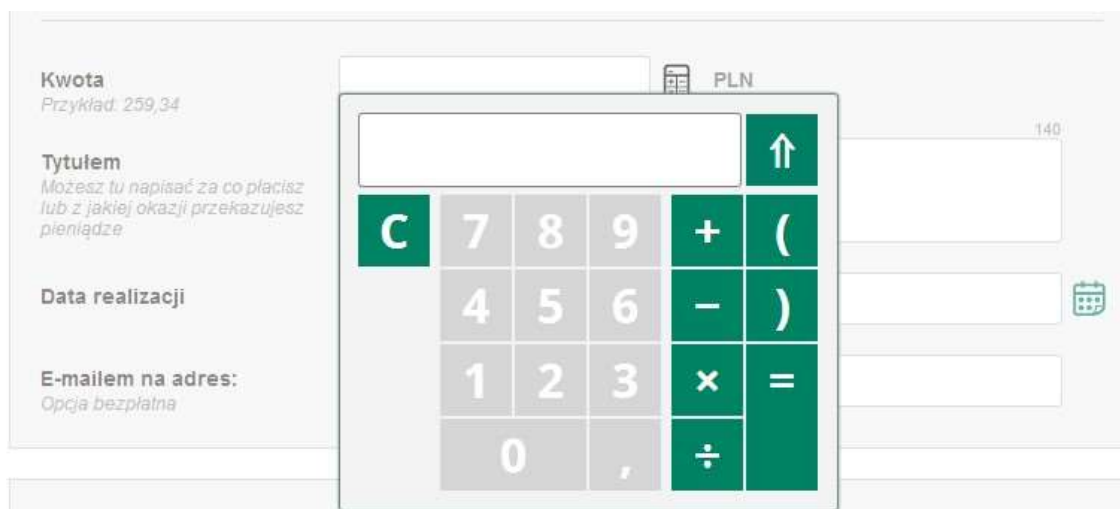 Kwota
PLN
Przykład: 259,34
140
⇑
Tytułem
Możesz tu napisać za co płacisz
lub z jakiej okazji przekazujesz
pieniądze
C 7 8 9 + (
Data realizacji
4 5 6 − )
E-mailem na adres:
Opcja bezpłatna
1 2 3 × =
0 , ÷